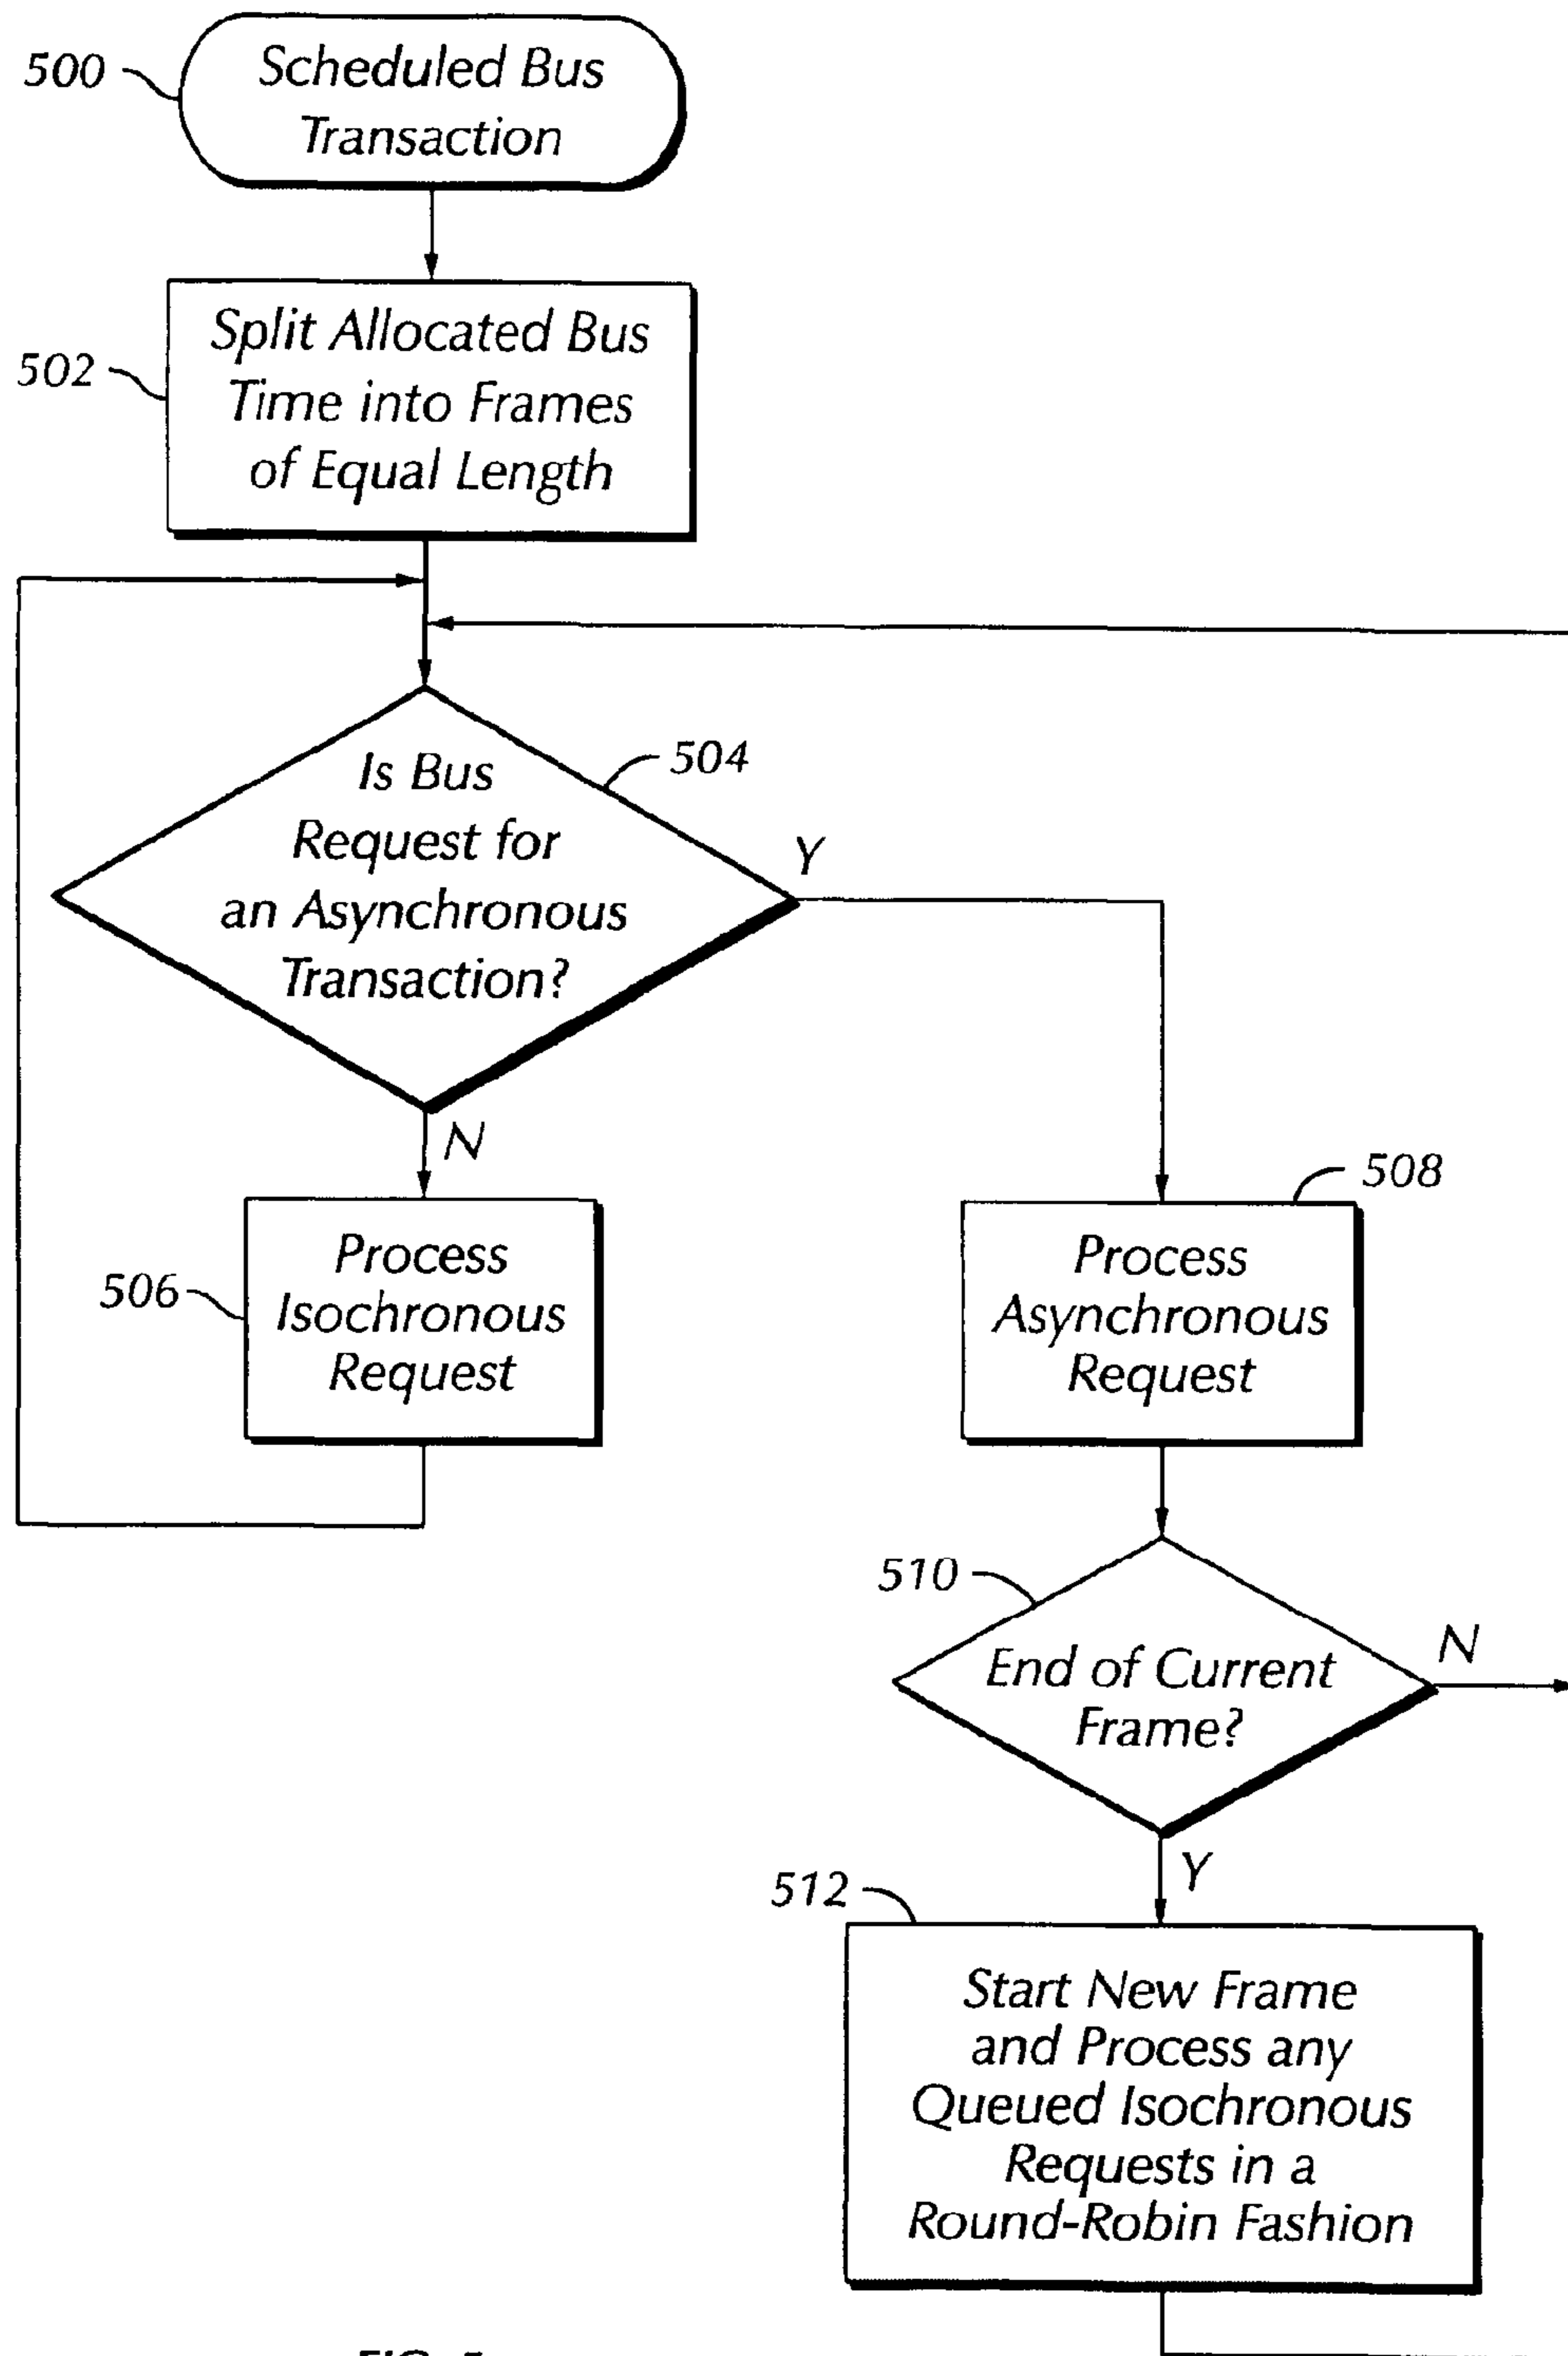 500
Scheduled Bus
Transaction
502
Split Allocated Bus
Time into Frames
of Equal Length
504
Is Bus
Request for
an Asynchronous
Transaction?
Y
N
506
Process
Isochronous
Request
508
Process
Asynchronous
Request
510
End of Current
Frame?
N
Y
512
Start New Frame
and Process any
Queued Isochronous
Requests in a
Round-Robin Fashion